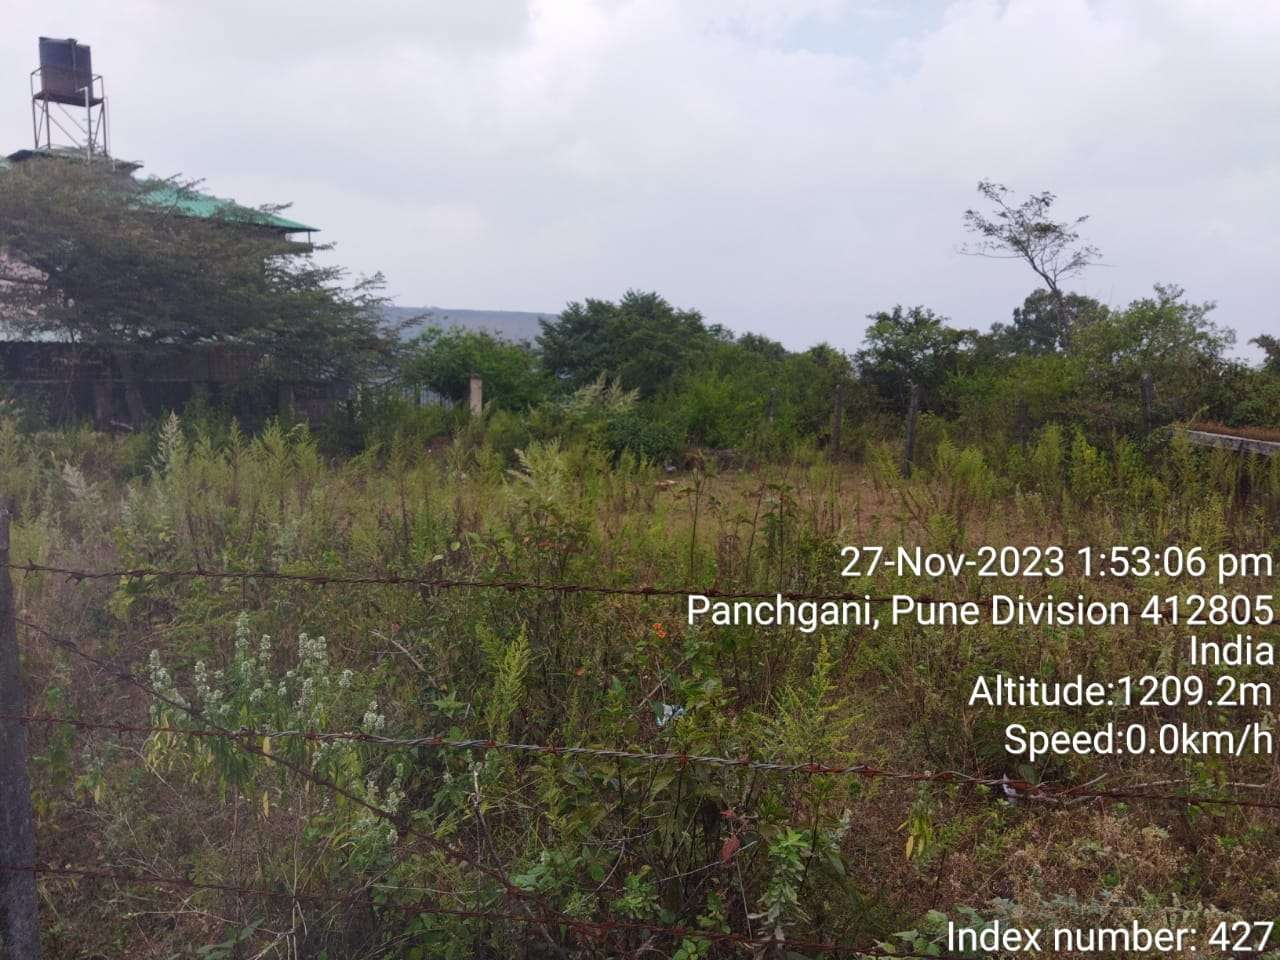 27-Nov-2023 1:53:06 pm
Panchgani, Pune Division 412805
India
Altitude:1209.2m
Speed:0.0km/h
Index number: 427